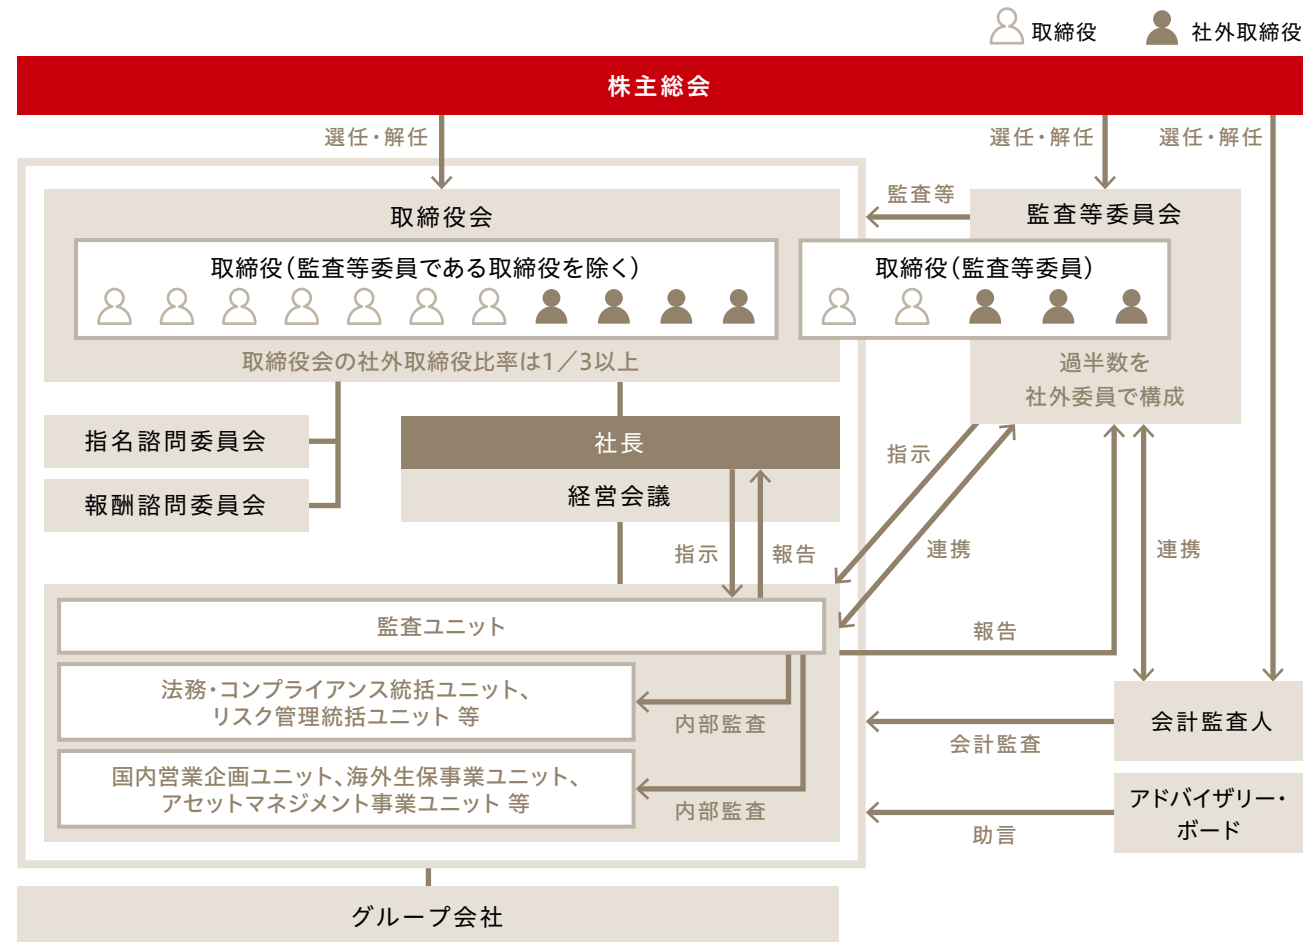 取締役
社外取締役
株主総会
選任・解任
選任・解任
選任・解任
取締役会
取締役（監査等委員である取締役を除く）
取締役会の社外取締役比率は1／3以上
監査等
監査等委員会
取締役（監査等委員）
過半数を
社外委員で構成
指名諮問委員会
報酬諮問委員会
社長
経営会議
指示
報告
指示
連携
連携
報告
監査ユニット
法務・コンプライアンス統括ユニット、
リスク管理統括ユニット 等
内部監査
国内営業企画ユニット、海外生保事業ユニット、
アセットマネジメント事業ユニット 等
内部監査
会計監査
会計監査人
助言
アドバイザリー・
ボード
グループ会社